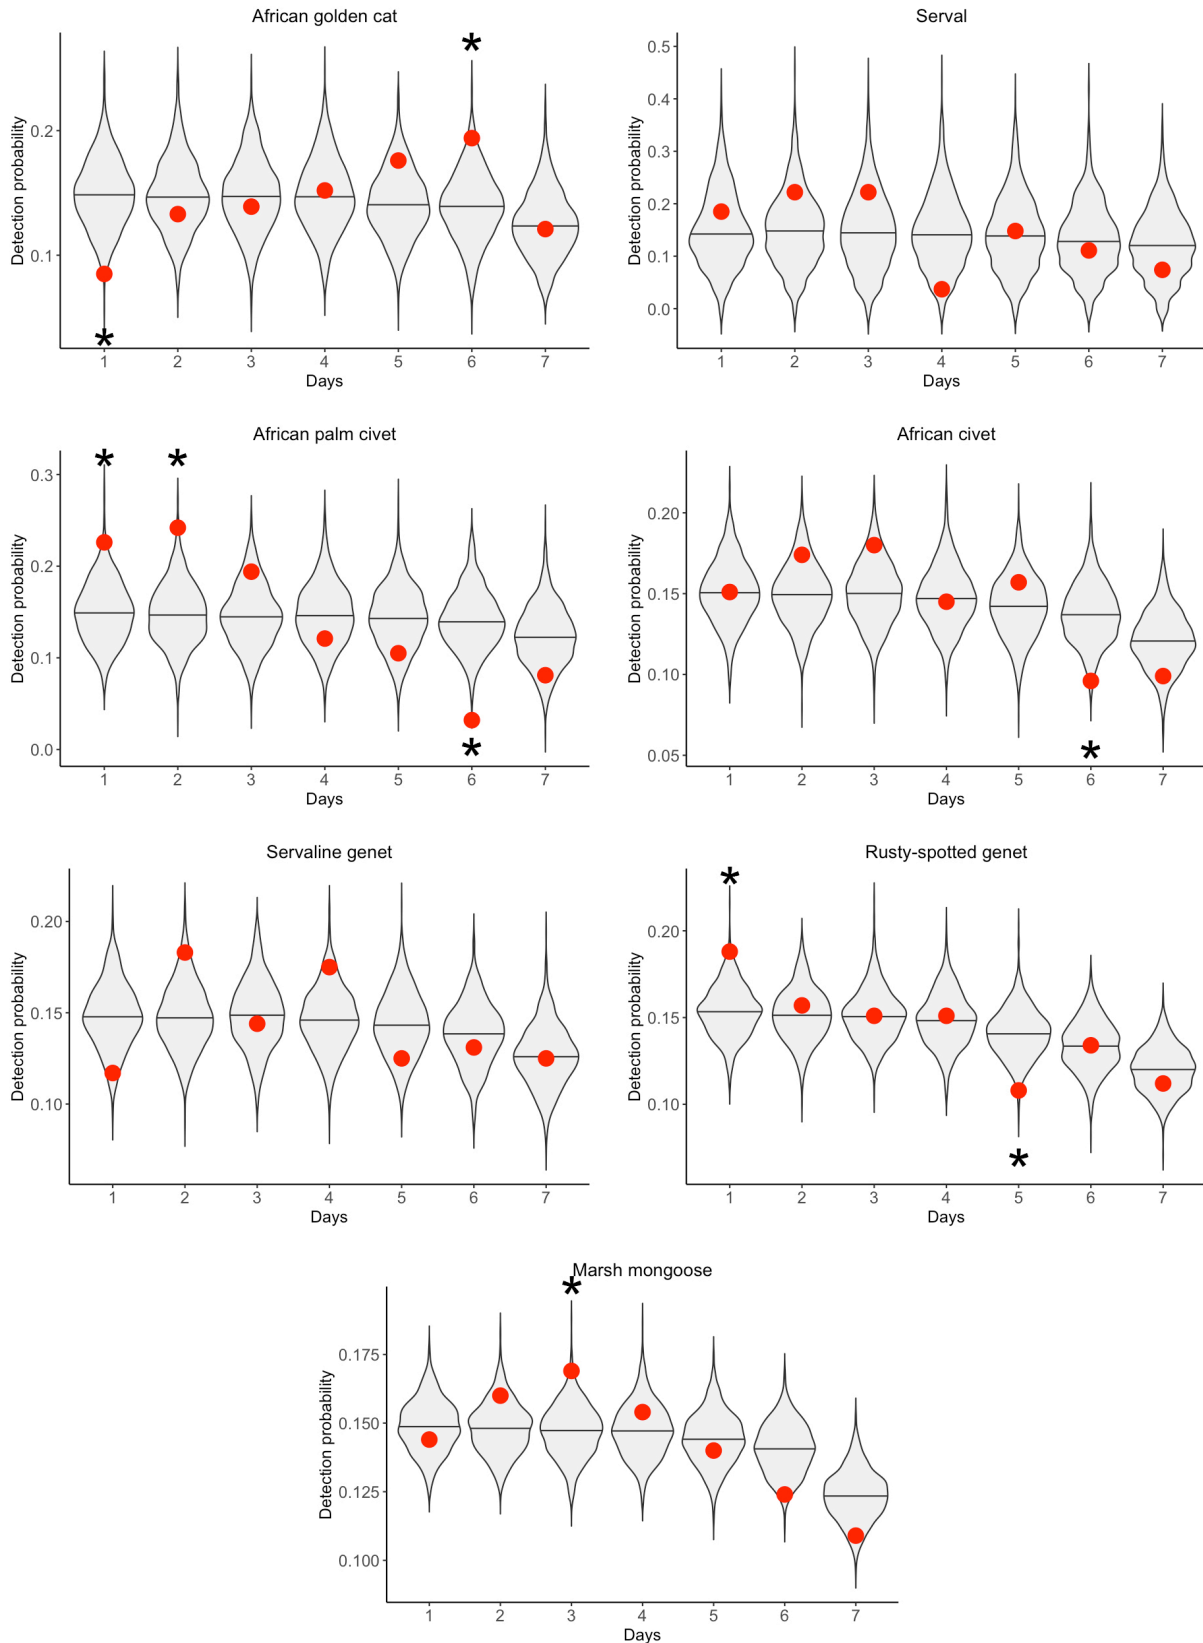 African golden cat
*
Detection probability
0.2
0.1
*
1 2 3 4 5 6 7
Days
Serval
Detection probability
0.5
0.4
0.3
0.2
0.1
0.0
1 2 3 4 5 6 7
Days
African palm civet
* *
Detection probability
0.3
0.2
0.1
0.0
*
1 2 3 4 5 6 7
Days
African civet
Detection probability
0.20
0.15
0.10
0.05
*
1 2 3 4 5 6 7
Days
Servaline genet
Detection probability
0.20
0.15
0.10
1 2 3 4 5 6 7
Days
Rusty-spotted genet
*
Detection probability
0.20
0.15
0.10
*
1 2 3 4 5 6 7
Days
Marsh mongoose
*
Detection probability
0.175
0.150
0.125
0.100
1 2 3 4 5 6 7
Days